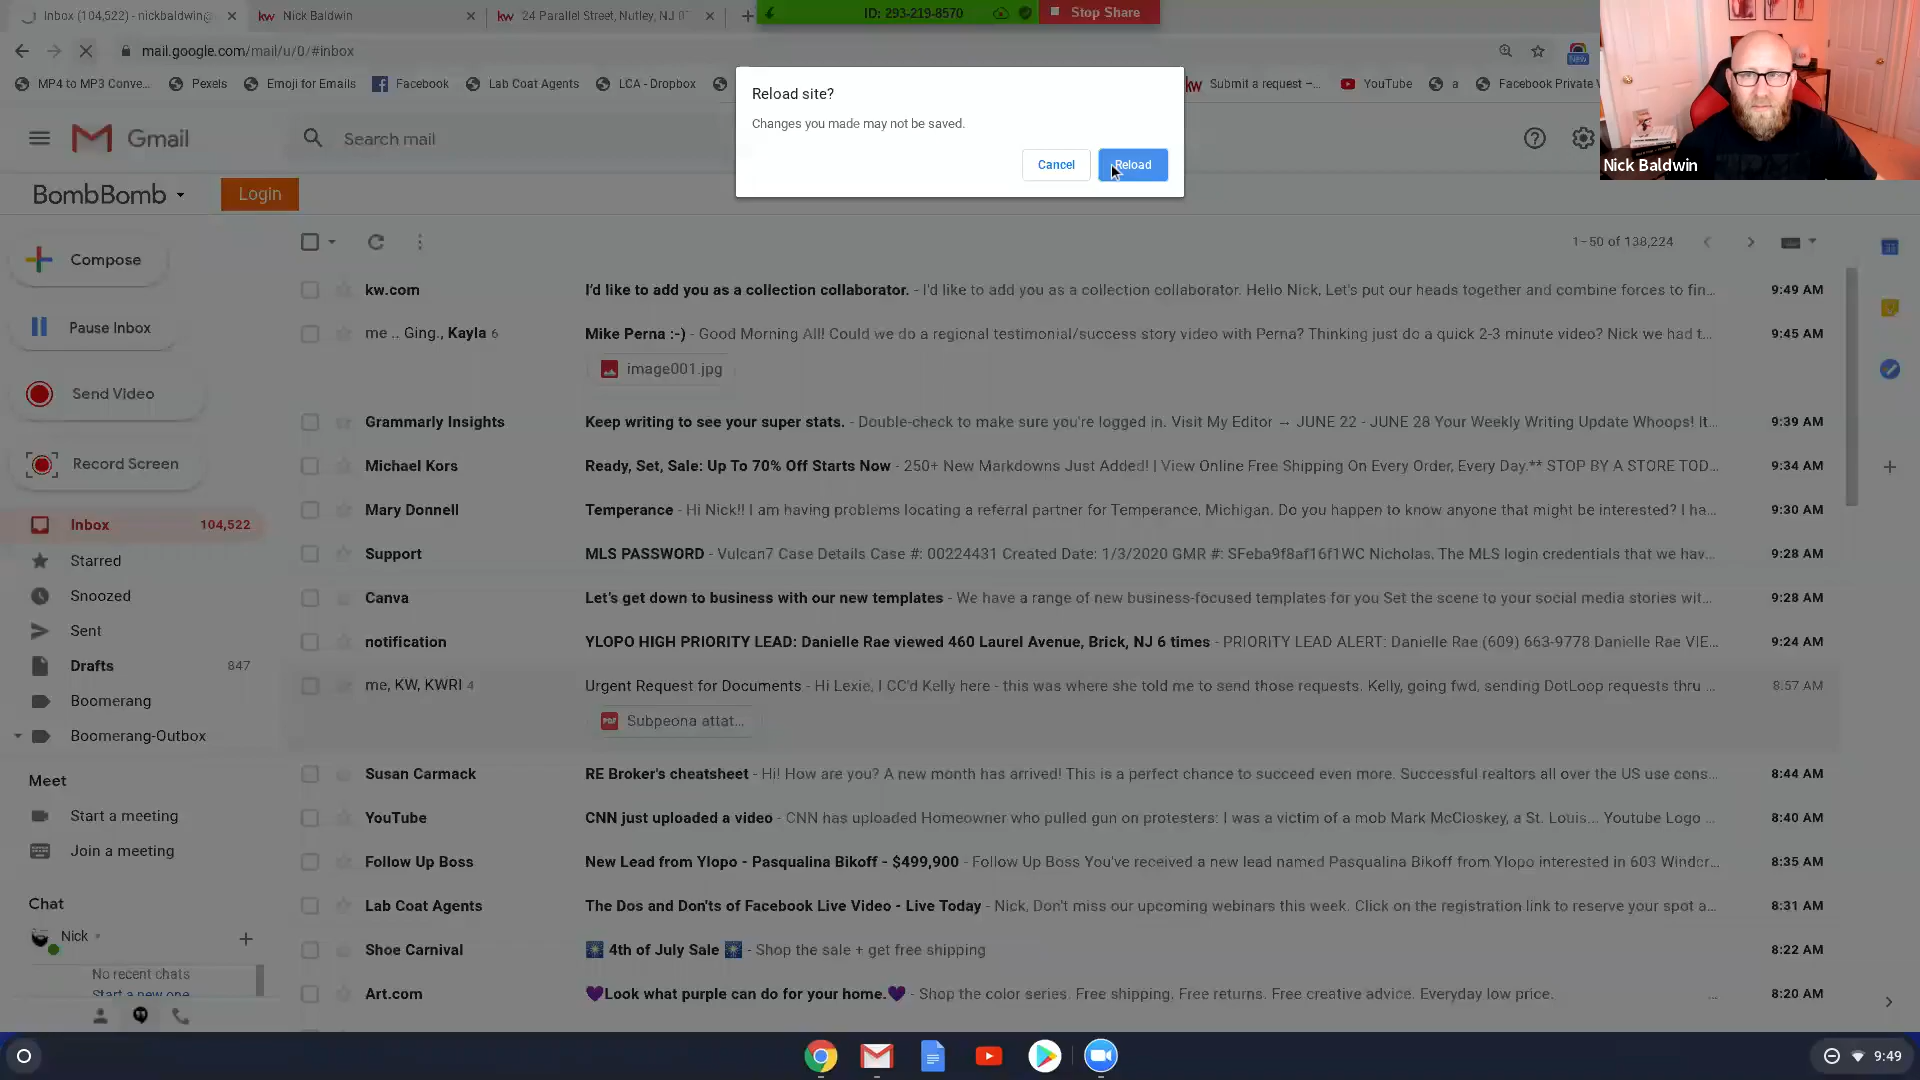 Inbox (104,522) - nickbaldwin@
Nick Baldwin
24 Parallel Street, Nutley, NJ 07
ID: 293-219-8570
Stop Share
mail.google.com/mail/u/0/#inbox
MP4 to MP3 Conve...
Pexels
Emoji for Emails
Facebook
Lab Coat Agents
LCA - Dropbox
Submit a request –...
YouTube
a
Facebook Private
New
Reload site?
Changes you made may not be saved.
Cancel
Reload
Nick Baldwin
Gmail
Search mail
BombBomb
Login
1–50 of 138,224
Compose
Pause Inbox
Send Video
Record Screen
Inbox 104,522
Starred
Snoozed
Sent
Drafts 847
Boomerang
Boomerang-Outbox
Meet
Start a meeting
Join a meeting
Chat
Nick
No recent chats
Start a new one
kw.com I'd like to add you as a collection collaborator. - I'd like to add you as a collection collaborator. Hello Nick, Let's put our heads together and combine forces to fin... 9:49 AM
me .. Ging., Kayla 6 Mike Perna :-) - Good Morning All! Could we do a regional testimonial/success story video with Perna? Thinking just do a quick 2-3 minute video? Nick we had t... 9:45 AM
image001.jpg
Grammarly Insights Keep writing to see your super stats. - Double-check to make sure you're logged in. Visit My Editor → JUNE 22 - JUNE 28 Your Weekly Writing Update Whoops! It... 9:39 AM
Michael Kors Ready, Set, Sale: Up To 70% Off Starts Now - 250+ New Markdowns Just Added! | View Online Free Shipping On Every Order, Every Day.** STOP BY A STORE TOD... 9:34 AM
Mary Donnell Temperance - Hi Nick!! I am having problems locating a referral partner for Temperance, Michigan. Do you happen to know anyone that might be interested? I ha... 9:30 AM
Support MLS PASSWORD - Vulcan7 Case Details Case #: 00224431 Created Date: 1/3/2020 GMR #: SFeba9f8af16f1WC Nicholas. The MLS login credentials that we hav... 9:28 AM
Canva Let's get down to business with our new templates - We have a range of new business-focused templates for you Set the scene to your social media stories wit... 9:28 AM
notification YLOPO HIGH PRIORITY LEAD: Danielle Rae viewed 460 Laurel Avenue, Brick, NJ 6 times - PRIORITY LEAD ALERT: Danielle Rae (609) 663-9778 Danielle Rae VIE... 9:24 AM
me, KW, KWRI 4 Urgent Request for Documents - Hi Lexie, I CC'd Kelly here - this was where she told me to send those requests. Kelly, going fwd, sending DotLoop requests thru ... 8:57 AM
PDF Subpeona attat...
Susan Carmack RE Broker's cheatsheet - Hi! How are you? A new month has arrived! This is a perfect chance to succeed even more. Successful realtors all over the US use cons... 8:44 AM
YouTube CNN just uploaded a video - CNN has uploaded Homeowner who pulled gun on protesters: I was a victim of a mob Mark McCloskey, a St. Louis... Youtube Logo ... 8:40 AM
Follow Up Boss New Lead from Ylopo - Pasqualina Bikoff - $499,900 - Follow Up Boss You've received a new lead named Pasqualina Bikoff from Ylopo interested in 603 Windcr... 8:35 AM
Lab Coat Agents The Dos and Don'ts of Facebook Live Video - Live Today - Nick, Don't miss our upcoming webinars this week. Click on the registration link to reserve your spot a... 8:31 AM
Shoe Carnival 🎆 4th of July Sale 🎆 - Shop the sale + get free shipping 8:22 AM
Art.com 💜Look what purple can do for your home.💜 - Shop the color series. Free shipping. Free returns. Free creative advice. Everyday low price. ... 8:20 AM
9:49